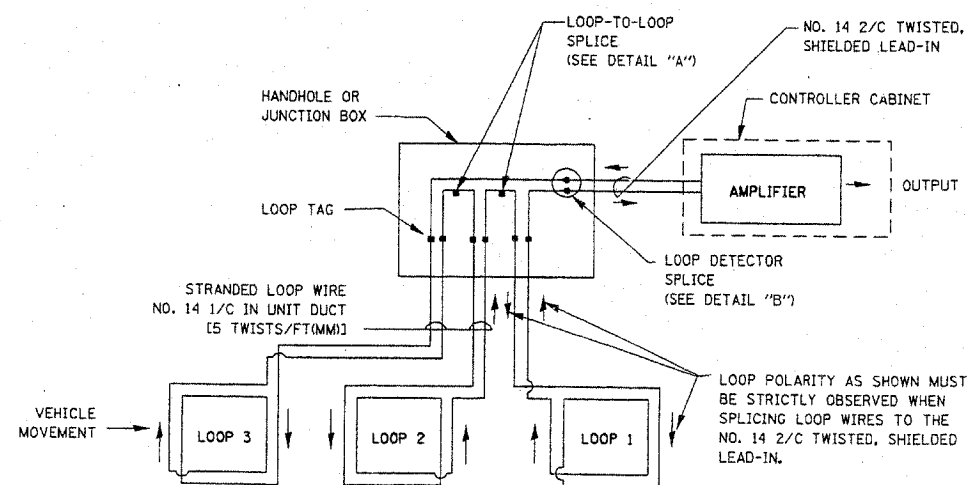 LOOP-TO-LOOP
SPLICE
(SEE DETAIL "A")
NO. 14 2/C TWISTED,
SHIELDED LEAD-IN
HANDHOLE OR
JUNCTION BOX
CONTROLLER CABINET
AMPLIFIER
OUTPUT
LOOP TAG
LOOP DETECTOR
SPLICE
(SEE DETAIL "B")
STRANDED LOOP WIRE
NO. 14 1/C IN UNIT DUCT
[5 TWISTS/FT(MM)]
LOOP POLARITY AS SHOWN MUST
BE STRICTLY OBSERVED WHEN
SPLICING LOOP WIRES TO THE
NO. 14 2/C TWISTED, SHIELDED
LEAD-IN.
VEHICLE
MOVEMENT
LOOP 3
LOOP 2
LOOP 1